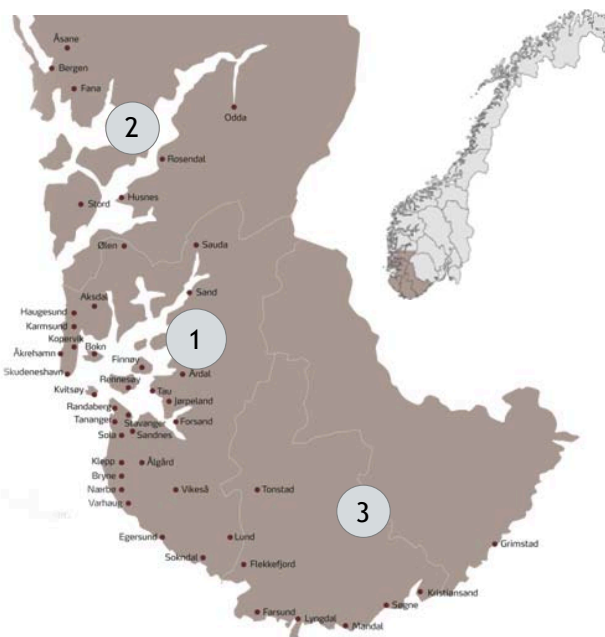 Åsane
Bergen
Fana
Odda
2
Rosendal
Husnes
Stord
Ølen
Sauda
Sand
Aksdal
Haugesund
Karmsund
Kopervik
Bokn
1
Åkrehamn
Finnøy
Skudeneshavn
Rennesøy
Årdal
Kvitsøy
Tau
Jørpeland
Randaberg
Tananger
Stavanger
Forsand
Sola
Sandnes
Klepp
Ålgård
Bryne
Nærbø
Vikeså
Tonstad
Varhaug
3
Egersund
Lund
Grimstad
Sokndal
Flekkefjord
Kristiansand
Søgne
Farsund
Lyngdal
Mandal